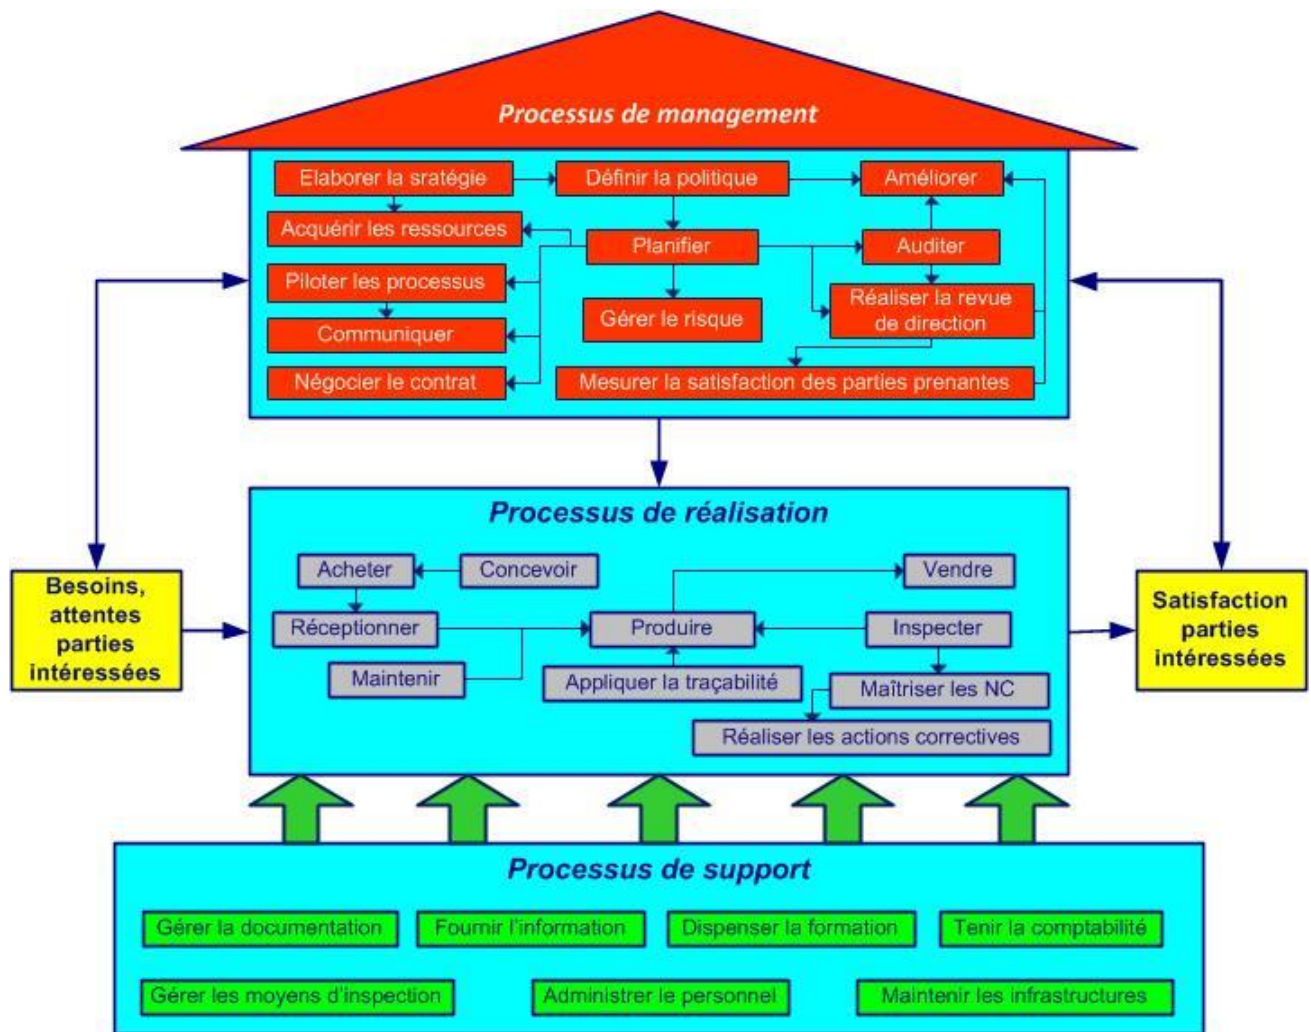 Processus de management
Elaborer la sratégie
Définir la politique
Améliorer
Acquérir les ressources
Planifier
Auditer
Piloter les processus
Réaliser la revue
de direction
Gérer le risque
Communiquer
Négocier le contrat
Mesurer la satisfaction des parties prenantes
Processus de réalisation
Acheter
Concevoir
Vendre
Réceptionner
Produire
Inspecter
Maintenir
Appliquer la traçabilité
Maîtriser les NC
Réaliser les actions correctives
Besoins,
attentes
parties
intéressées
Satisfaction
parties
intéressées
Processus de support
Gérer la documentation
Fournir l'information
Dispenser la formation
Tenir la comptabilité
Gérer les moyens d'inspection
Administrer le personnel
Maintenir les infrastructures